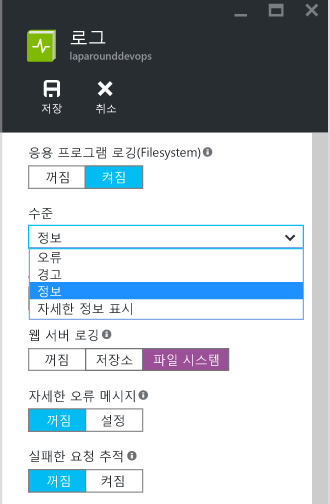 로그
laparounddevops
저장 취소
응용 프로그램 로깅(Filesystem)
꺼짐 켜짐
수준
정보
오류
경고
정보
자세한 정보 표시
웹 서버 로깅
꺼짐 저장소 파일 시스템
자세한 오류 메시지
꺼짐 설정
실패한 요청 추적
꺼짐 켜짐